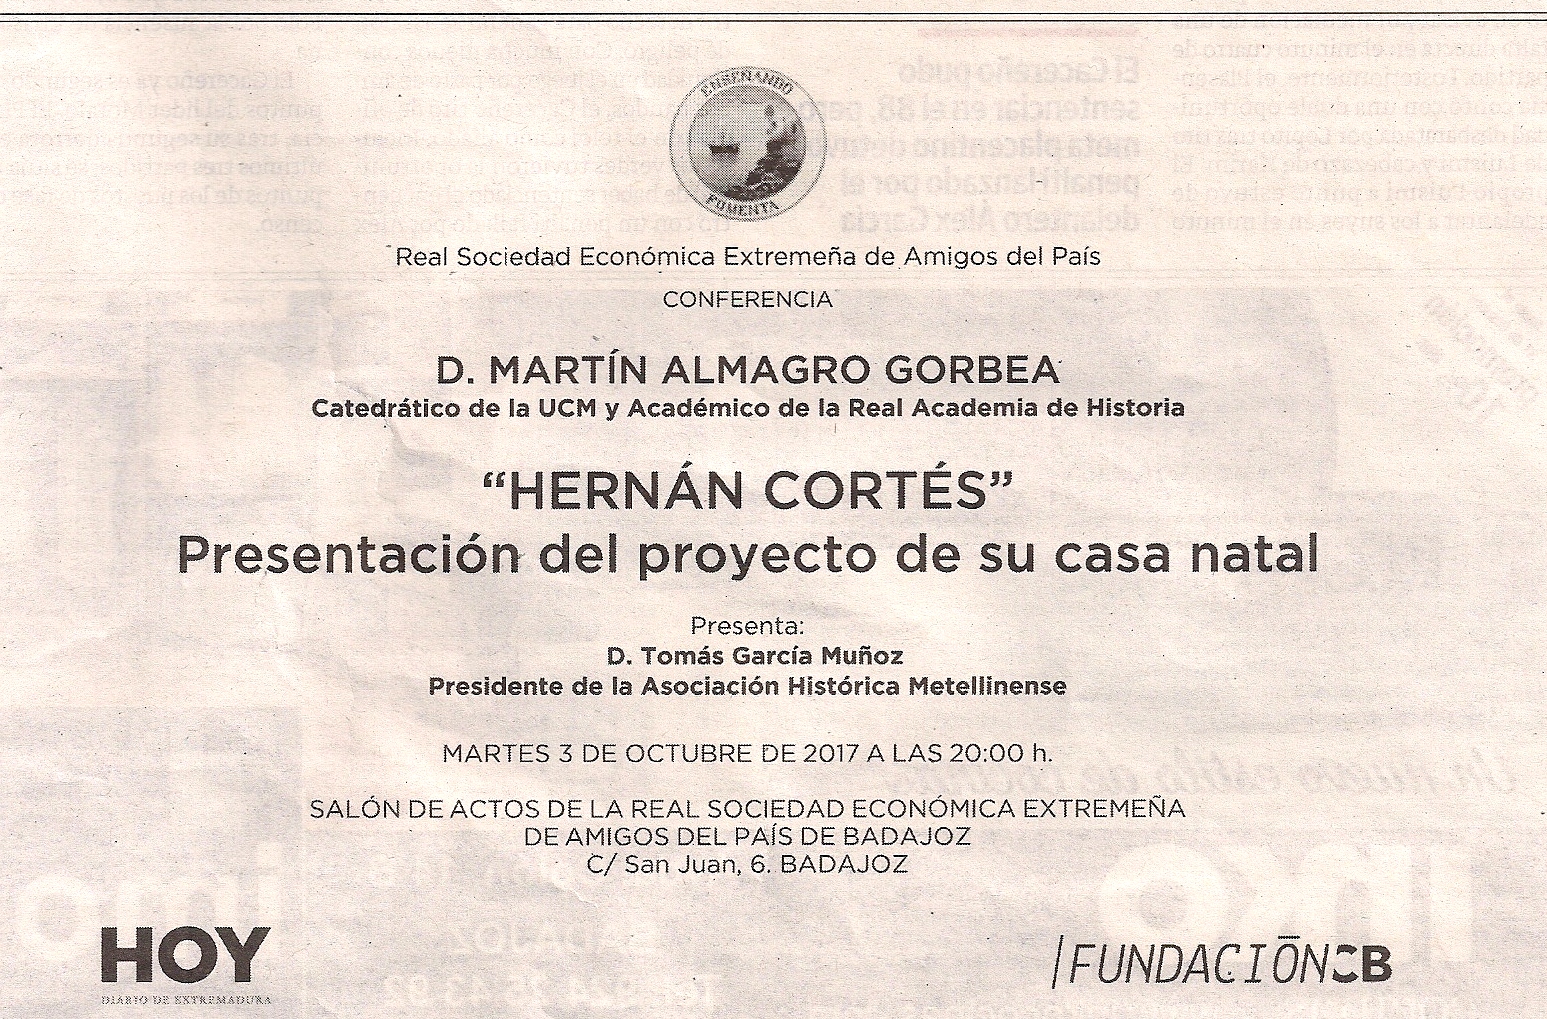 ENSEÑANDO
FOMENTA
Real Sociedad Económica Extremeña de Amigos del País
CONFERENCIA
D. MARTÍN ALMAGRO GORBEA
Catedrático de la UCM y Académico de la Real Academia de Historia
“HERNÁN CORTÉS”
Presentación del proyecto de su casa natal
Presenta:
D. Tomás García Muñoz
Presidente de la Asociación Histórica Metellinense
MARTES 3 DE OCTUBRE DE 2017 A LAS 20:00 h.
SALÓN DE ACTOS DE LA REAL SOCIEDAD ECONÓMICA EXTREMEÑA
DE AMIGOS DEL PAÍS DE BADAJOZ
C/ San Juan, 6. BADAJOZ
HOY
DIARIO DE EXTREMADURA
FUNDACIÓN CB